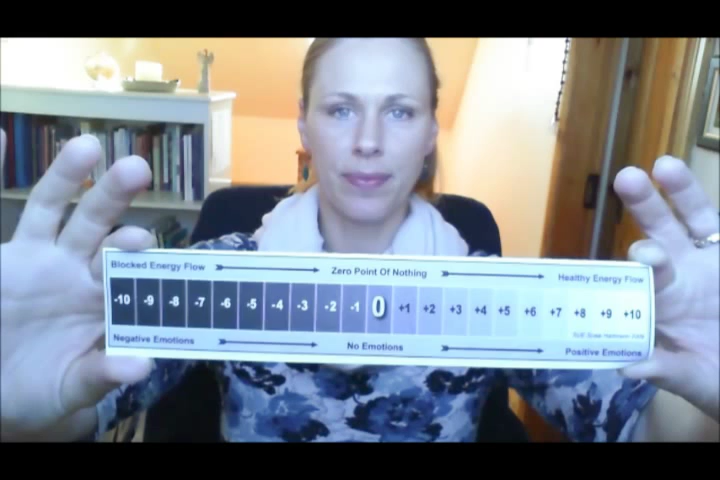 Blocked Energy Flow Zero Point Of Nothing Healthy Energy Flow
-10 -9 -8 -7 -6 -5 -4 -3 -2 -1 0 +1 +2 +3 +4 +5 +6 +7 +8 +9 +10
Negative Emotions No Emotions Positive Emotions